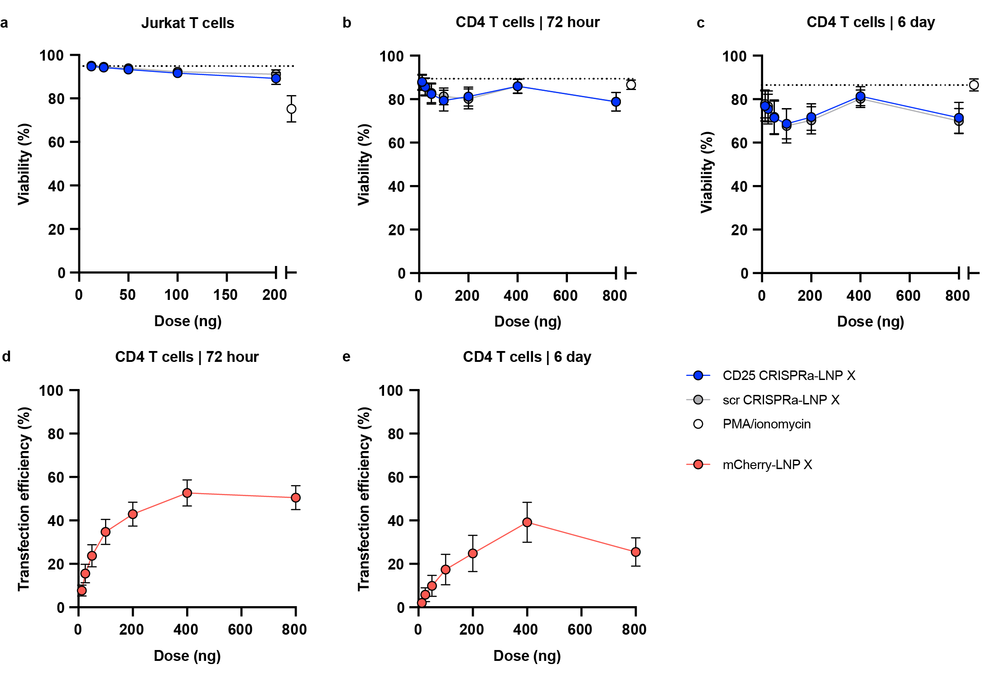 a
Jurkat T cells
100
80
60
40
20
0
Viability (%)
0 50 100 150 200
Dose (ng)
b
CD4 T cells | 72 hour
100
80
60
40
20
0
Viability (%)
0 200 400 600 800
Dose (ng)
c
CD4 T cells | 6 day
100
80
60
40
20
0
Viability (%)
0 200 400 600 800
Dose (ng)
d
CD4 T cells | 72 hour
100
80
60
40
20
0
Transfection efficiency (%)
0 200 400 600 800
Dose (ng)
e
CD4 T cells | 6 day
100
80
60
40
20
0
Transfection efficiency (%)
0 200 400 600 800
Dose (ng)
CD25 CRISPRa-LNP X
scr CRISPRa-LNP X
PMA/ionomycin
mCherry-LNP X